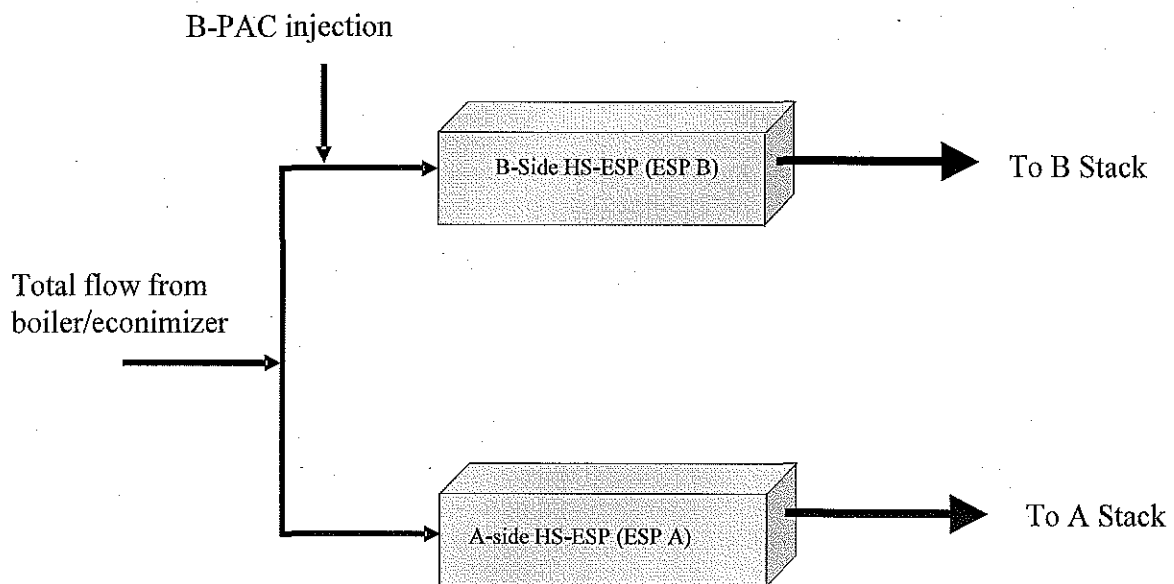 B-PAC injection
B-Side HS-ESP (ESP B)
To B Stack
Total flow from
boiler/econimizer
A-side HS-ESP (ESP A)
To A Stack